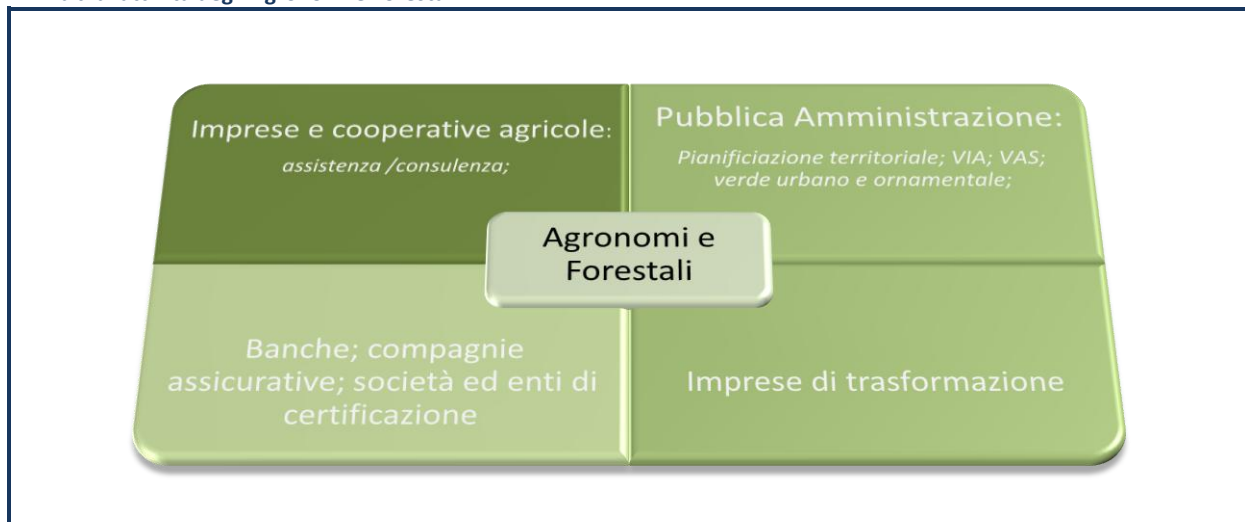 Imprese e cooperative agricole:
assistenza /consulenza;
Pubblica Amministrazione:
Pianificiazione territoriale; VIA; VAS;
verde urbano e ornamentale;
Agronomi e
Forestali
Banche; compagnie
assicurative; società ed enti di
certificazione
Imprese di trasformazione